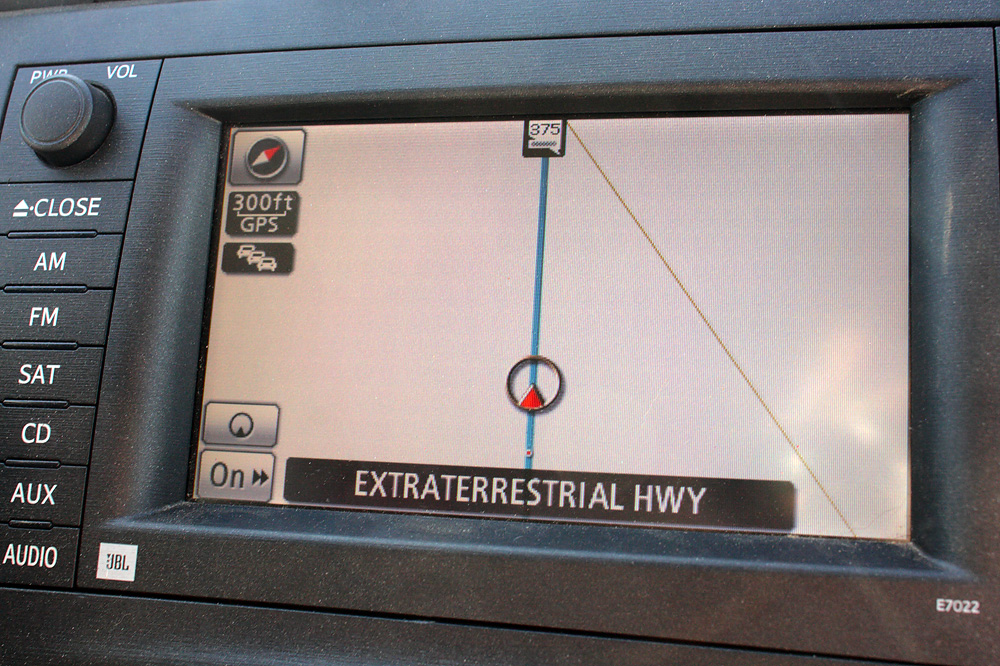 PWR VOL
CLOSE
AM
FM
SAT
CD
AUX
AUDIO
375
300ft
GPS
On
EXTRATERRESTRIAL HWY
JBL
E7022